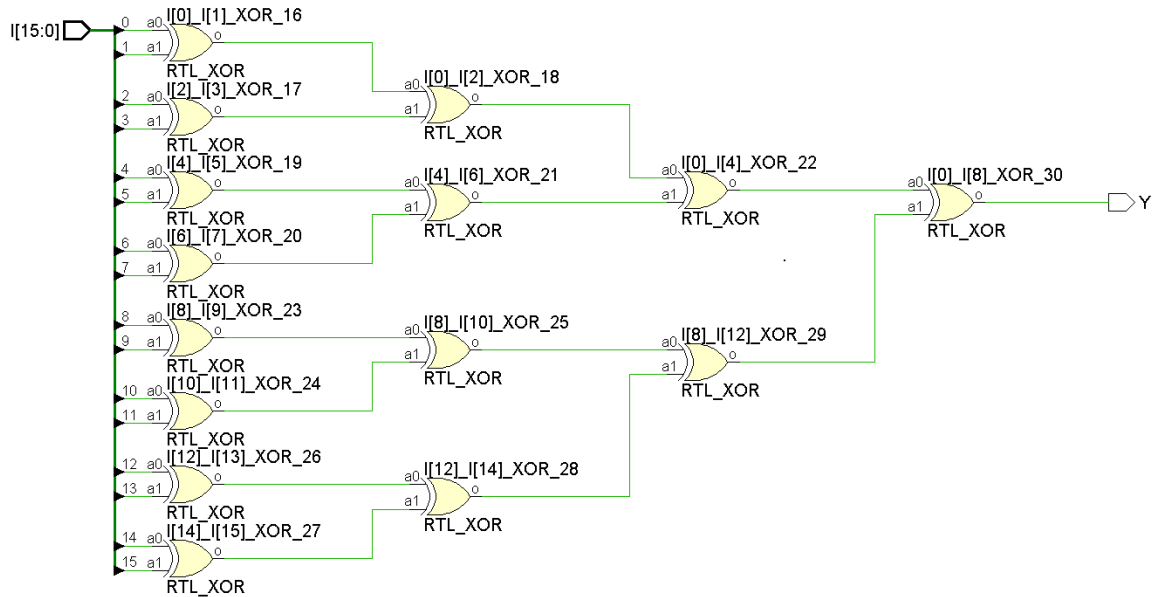 I[15:0]
0 a0 I[0]_I[1]_XOR_16 o
1 a1
RTL_XOR
2 a0 I[2]_I[3]_XOR_17 o
3 a1
RTL_XOR
4 a0 I[4]_I[5]_XOR_19 o
5 a1
RTL_XOR
6 a0 I[6]_I[7]_XOR_20 o
7 a1
RTL_XOR
8 a0 I[8]_I[9]_XOR_23 o
9 a1
RTL_XOR
10 a0 I[10]_I[11]_XOR_24 o
11 a1
RTL_XOR
12 a0 I[12]_I[13]_XOR_26 o
13 a1
RTL_XOR
14 a0 I[14]_I[15]_XOR_27 o
15 a1
RTL_XOR
a0 I[0]_I[2]_XOR_18 o
a1
RTL_XOR
a0 I[4]_I[6]_XOR_21 o
a1
RTL_XOR
a0 I[8]_I[10]_XOR_25 o
a1
RTL_XOR
a0 I[12]_I[14]_XOR_28 o
a1
RTL_XOR
a0 I[0]_I[4]_XOR_22 o
a1
RTL_XOR
a0 I[8]_I[12]_XOR_29 o
a1
RTL_XOR
a0 I[0]_I[8]_XOR_30 o
a1
RTL_XOR
Y